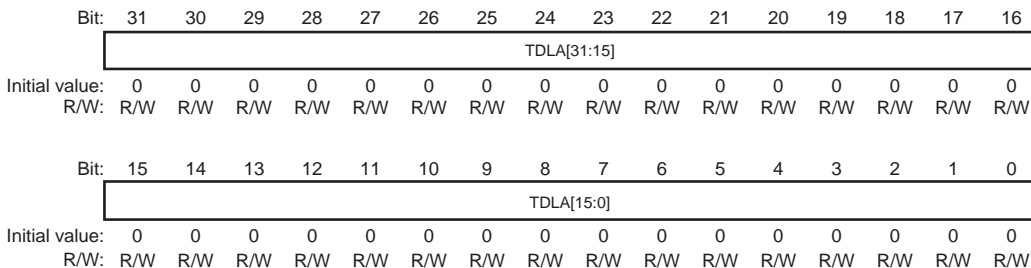 Bit: 31 30 29 28 27 26 25 24 23 22 21 20 19 18 17 16
TDLA[31:15]
Initial value: 0 0 0 0 0 0 0 0 0 0 0 0 0 0 0 0
R/W: R/W R/W R/W R/W R/W R/W R/W R/W R/W R/W R/W R/W R/W R/W R/W R/W
Bit: 15 14 13 12 11 10 9 8 7 6 5 4 3 2 1 0
TDLA[15:0]
Initial value: 0 0 0 0 0 0 0 0 0 0 0 0 0 0 0 0
R/W: R/W R/W R/W R/W R/W R/W R/W R/W R/W R/W R/W R/W R/W R/W R/W R/W